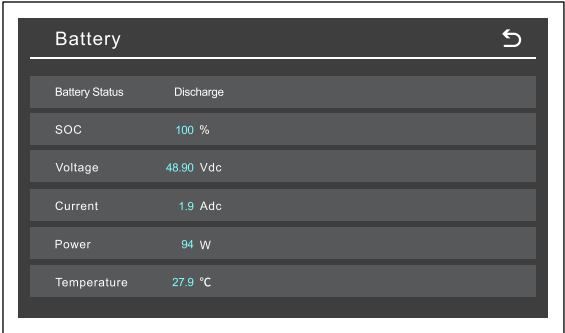 Battery
Battery Status Discharge
SOC 100 %
Voltage 48.90 Vdc
Current 1.9 Adc
Power 94 W
Temperature 27.9 ℃